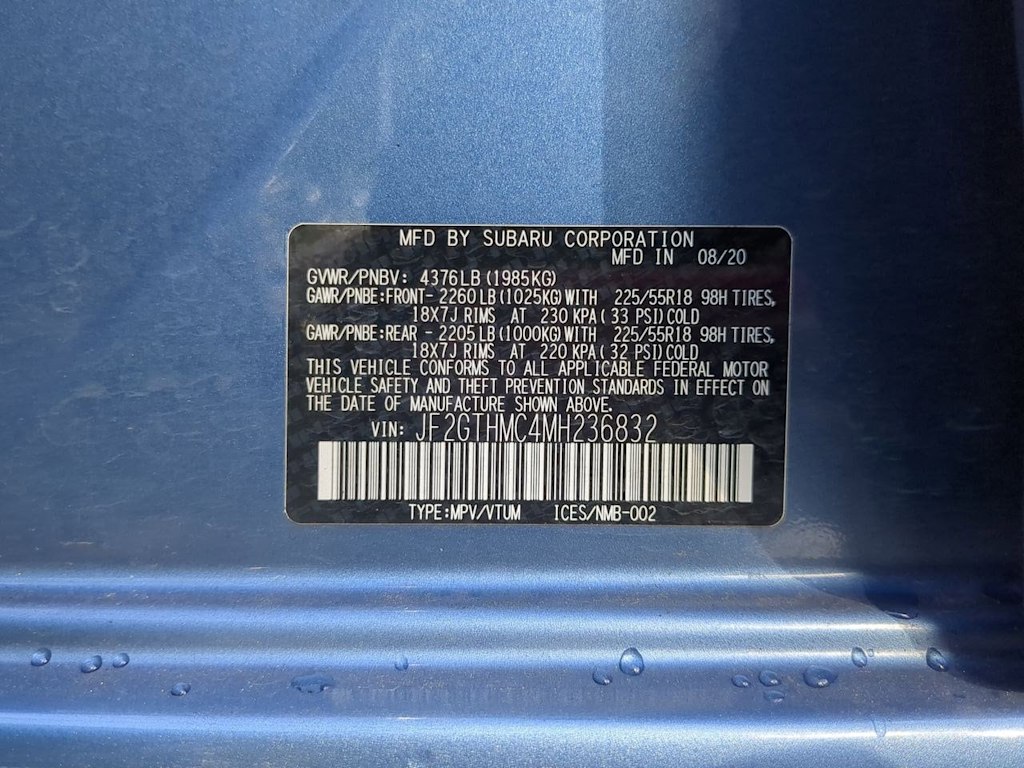 MFD BY SUBARU CORPORATION
MFD IN 08/20
GVWR/PNBV: 4376LB (1985KG)
GAWR/PNBE:FRONT- 2260LB (1025KG) WITH 225/55R18 98H TIRES,
18X7J RIMS AT 230 KPA ( 33 PSI) COLD
GAWR/PNBE:REAR - 2205LB (1000KG) WITH 225/55R18 98H TIRES,
18X7J RIMS AT 220 KPA ( 32 PSI) COLD
THIS VEHICLE CONFORMS TO ALL APPLICABLE FEDERAL MOTOR
VEHICLE SAFETY AND THEFT PREVENTION STANDARDS IN EFFECT ON
THE DATE OF MANUFACTURE SHOWN ABOVE.
VIN: JF2GTHMC4MH236832
TYPE:MPV/VTUM ICES/NMB-002